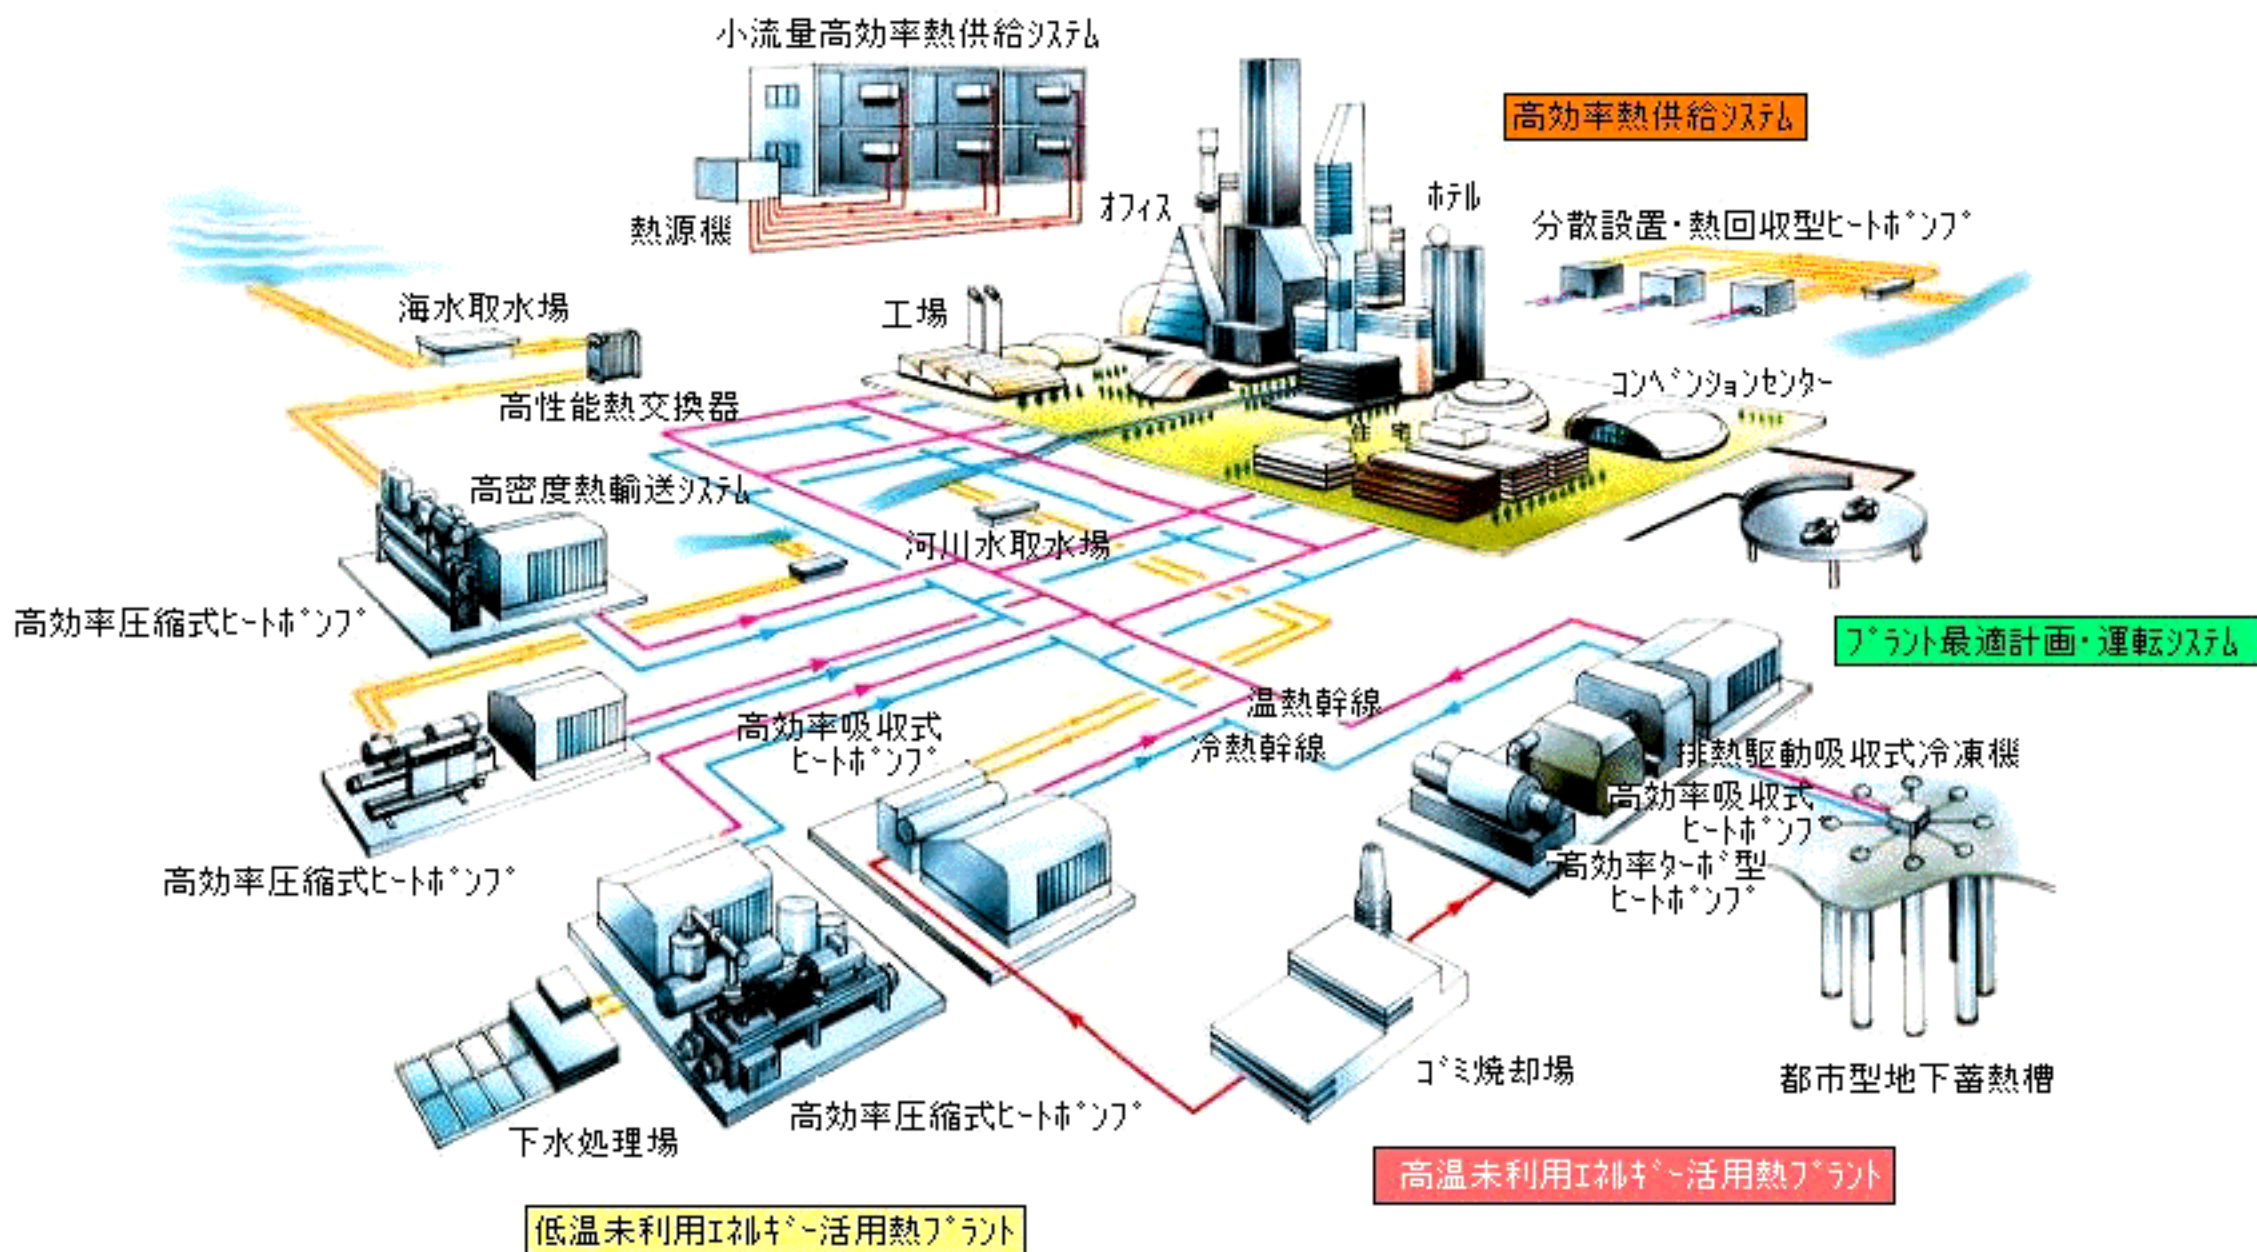 小流量高効率熱供給ｼｽﾃﾑ
高効率熱供給ｼｽﾃﾑ
熱源機
ｵﾌｨｽ
ﾎﾃﾙ
分散設置・熱回収型ﾋｰﾄﾎﾟﾝﾌﾟ
海水取水場
工場
高性能熱交換器
ｺﾝﾍﾞﾝｼｮﾝｾﾝﾀｰ
住宅
高密度熱輸送ｼｽﾃﾑ
河川水取水場
高効率圧縮式ﾋｰﾄﾎﾟﾝﾌﾟ
ﾌﾟﾗﾝﾄ最適計画・運転ｼｽﾃﾑ
温熱幹線
冷熱幹線
高効率吸収式
ﾋｰﾄﾎﾟﾝﾌﾟ
排熱駆動吸収式冷凍機
高効率吸収式
ﾋｰﾄﾎﾟﾝﾌﾟ
高効率ﾀｰﾎﾞ型
ﾋｰﾄﾎﾟﾝﾌﾟ
高効率圧縮式ﾋｰﾄﾎﾟﾝﾌﾟ
ｺﾞﾐ焼却場
都市型地下蓄熱槽
高効率圧縮式ﾋｰﾄﾎﾟﾝﾌﾟ
下水処理場
高温未利用ｴﾈﾙｷﾞｰ活用熱ﾌﾟﾗﾝﾄ
低温未利用ｴﾈﾙｷﾞｰ活用熱ﾌﾟﾗﾝﾄ